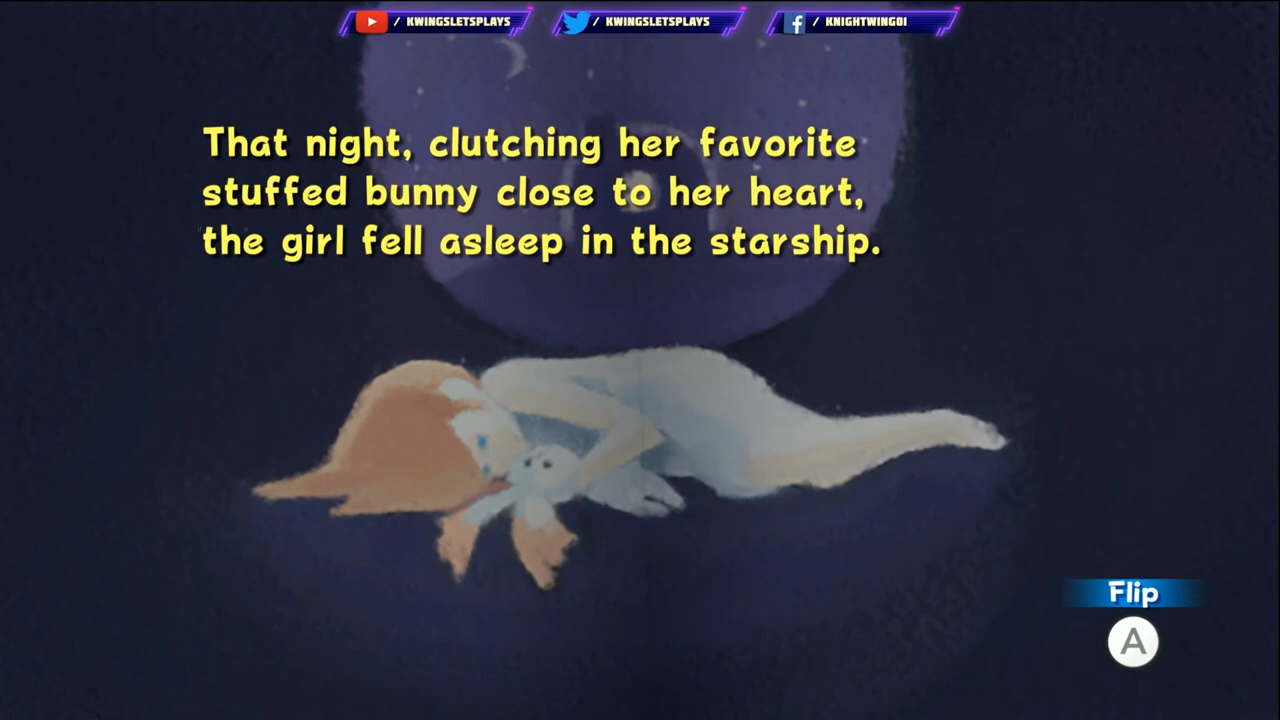 / KWINGSLETSPLAYS / KWINGSLETSPLAYS / KNIGHTWING01
That night, clutching her favorite
stuffed bunny close to her heart,
the girl fell asleep in the starship.
Flip
A